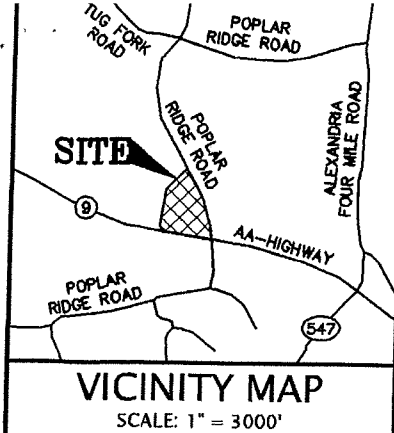 TUG FORK
ROAD
POPLAR
RIDGE ROAD
POPLAR
RIDGE ROAD
ALEXANDRIA
FOUR MILE ROAD
SITE
9
AA-HIGHWAY
POPLAR
RIDGE ROAD
547
VICINITY MAP
SCALE: 1" = 3000'